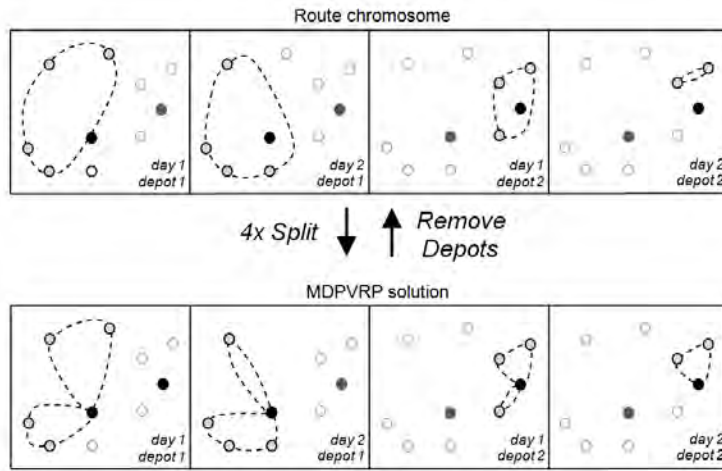 Route chromosome
day 1
depot 1
day 2
depot 1
day 1
depot 2
day 2
depot 2
4x Split
Remove
Depots
MDPVRP solution
day 1
depot 1
day 2
depot 1
day 1
depot 2
day 2
depot 2